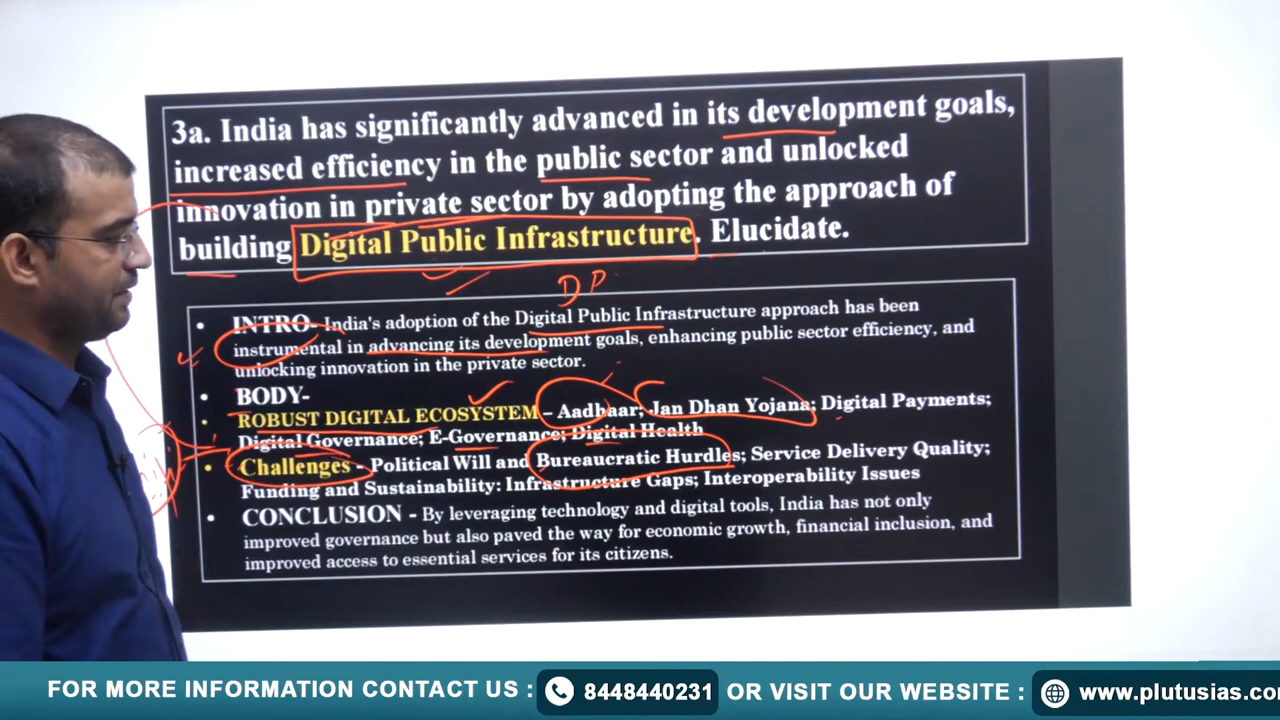 3a. India has significantly advanced in its development goals,
increased efficiency in the public sector and unlocked
innovation in private sector by adopting the approach of
building Digital Public Infrastructure. Elucidate.
DP
• INTRO- India's adoption of the Digital Public Infrastructure approach has been
instrumental in advancing its development goals, enhancing public sector efficiency, and
unlocking innovation in the private sector.
• BODY-
• ROBUST DIGITAL ECOSYSTEM – Aadhaar; Jan Dhan Yojana; Digital Payments;
Digital Governance; E-Governance; Digital Health
• Challenges - Political Will and Bureaucratic Hurdles; Service Delivery Quality;
Funding and Sustainability: Infrastructure Gaps; Interoperability Issues
• CONCLUSION - By leveraging technology and digital tools, India has not only
improved governance but also paved the way for economic growth, financial inclusion, and
improved access to essential services for its citizens.
FOR MORE INFORMATION CONTACT US : 8448440231 OR VISIT OUR WEBSITE : www.plutusias.co